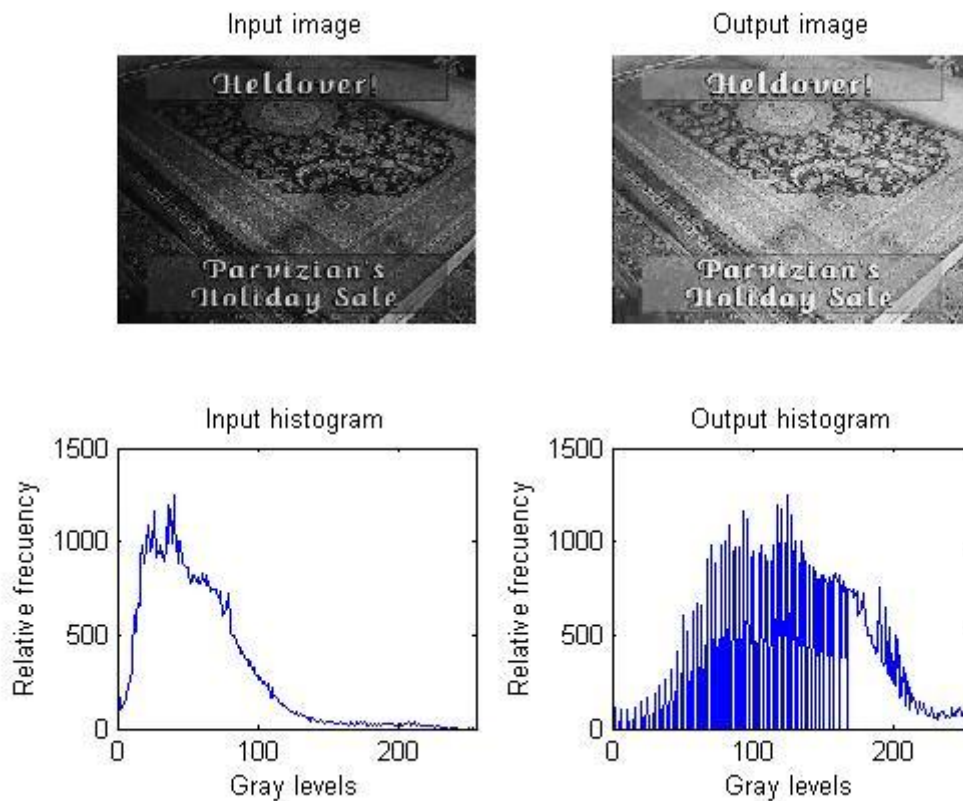 Input image
Output image
Heldover!
Heldover!
Parvizian's
Holiday Sale
Parvizian's
Holiday Sale
Input histogram
Output histogram
Relative frecuency
1500
1000
500
0
0
100
200
Gray levels
Relative frecuency
1500
1000
500
0
0
100
200
Gray levels